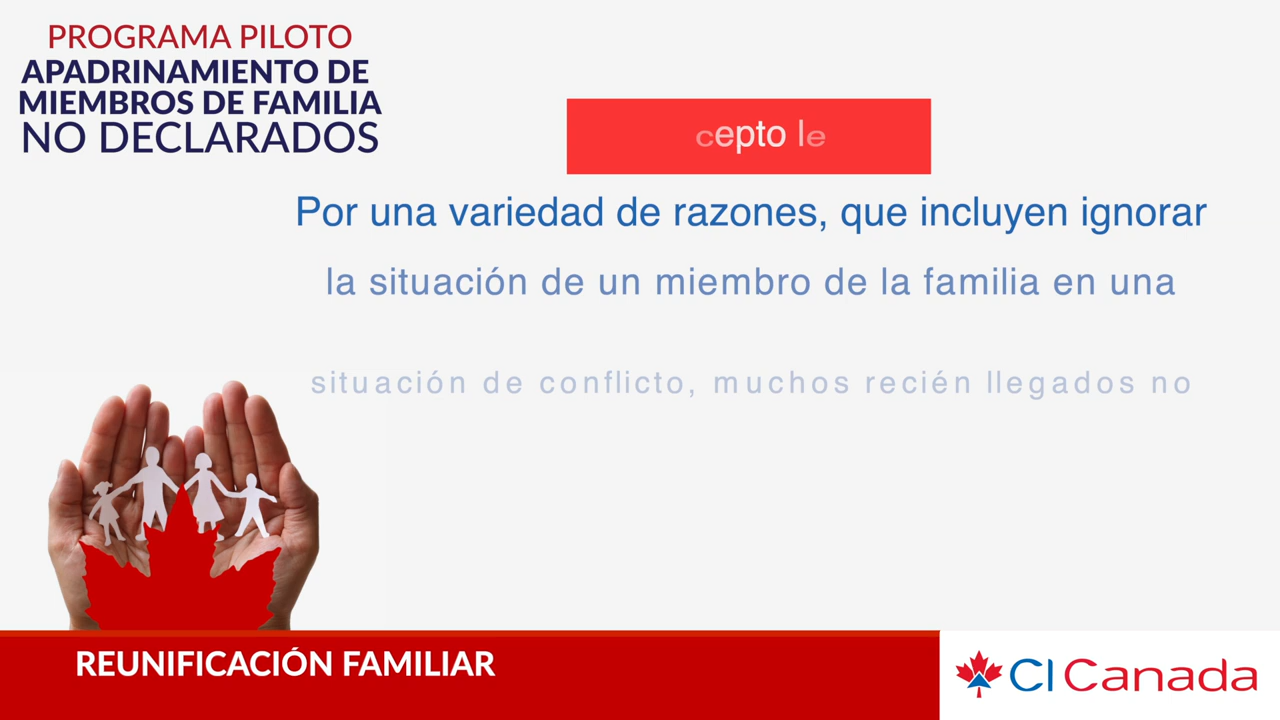 PROGRAMA PILOTO
APADRINAMIENTO DE
MIEMBROS DE FAMILIA
NO DECLARADOS
cepto le
Por una variedad de razones, que incluyen ignorar
la situación de un miembro de la familia en una
situación de conflicto, muchos recién llegados no
REUNIFICACIÓN FAMILIAR
CI Canada